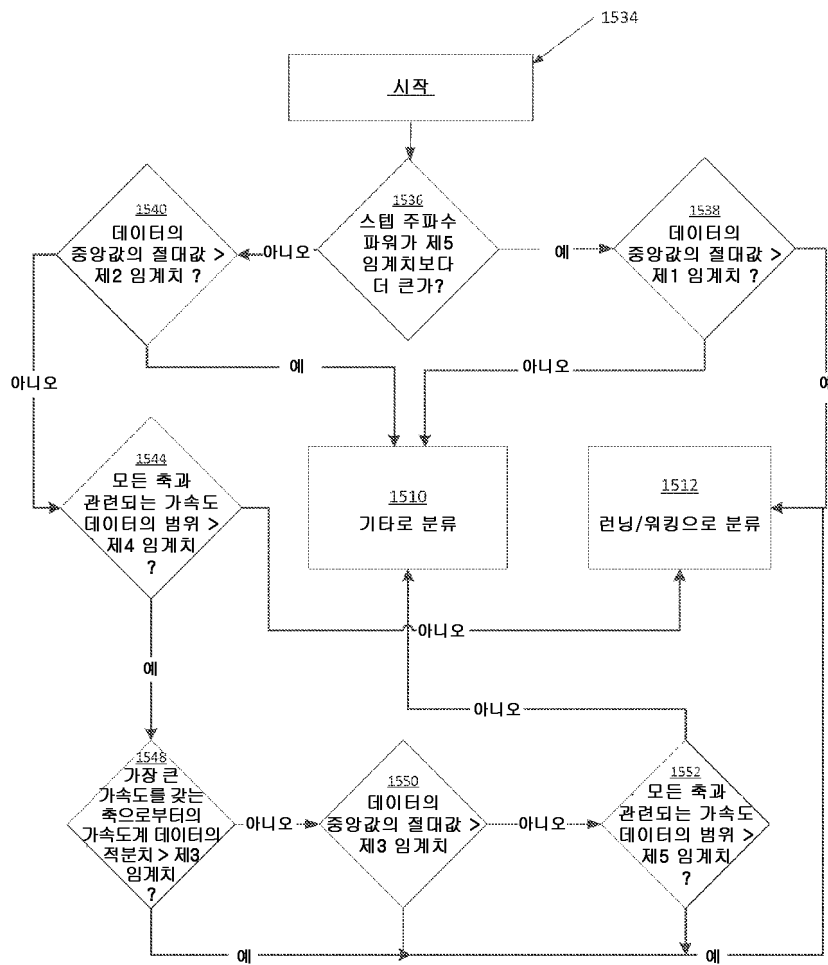 1534
시작
1536
스텝 주파수
파워가 제5
임계치보다
더 큰가?
1540
데이터의
중앙값의 절대값 >
제2 임계치 ?
아니오
예
1538
데이터의
중앙값의 절대값 >
제1 임계치 ?
예
아니오
예
아니오
1544
모든 축과
관련되는 가속도
데이터의 범위 >
제4 임계치
?
1510
기타로 분류
1512
런닝/워킹으로 분류
아니오
예
아니오
1548
가장 큰
가속도를 갖는
축으로부터의
가속도계 데이터의
적분치 > 제3
임계치
?
아니오
1550
데이터의
중앙값의 절대값 >
제3 임계치
아니오
1552
모든 축과
관련되는 가속도
데이터의 범위 >
제5 임계치
?
예
예